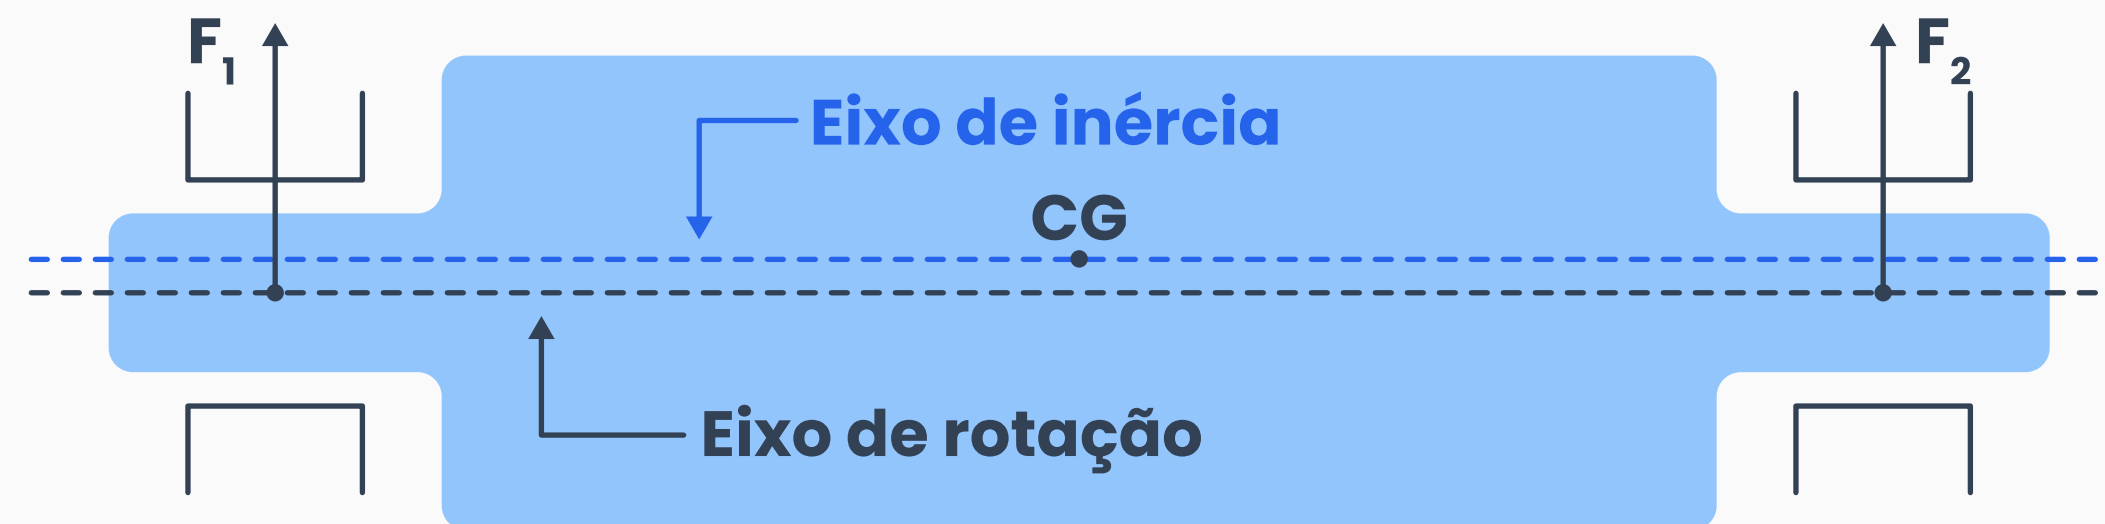 F1
F2
Eixo de inércia
CG
Eixo de rotação